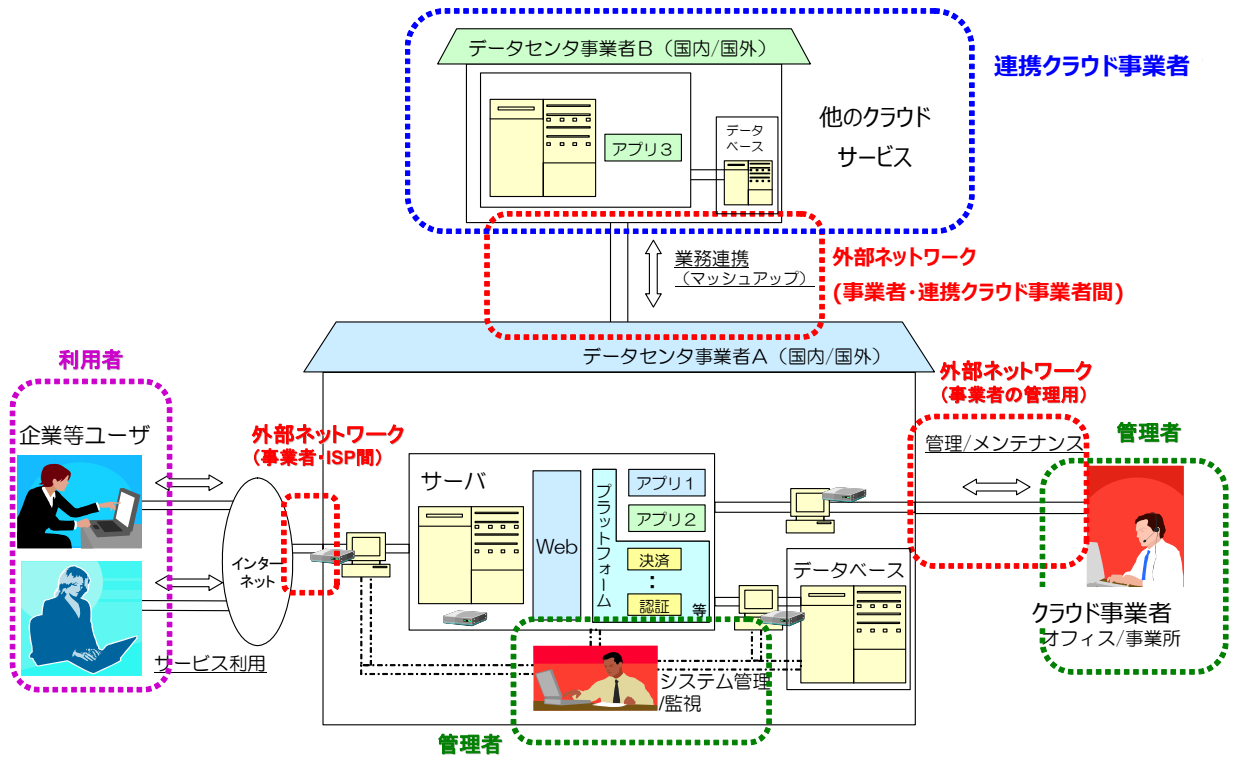 データセンタ事業者B（国内/国外）
連携クラウド事業者
アプリ3
データ
ベース
他のクラウド
サービス
業務連携
（マッシュアップ）
外部ネットワーク
(事業者・連携クラウド事業者間)
データセンタ事業者A（国内/国外）
利用者
企業等ユーザ
外部ネットワーク
（事業者・ISP間）
外部ネットワーク
（事業者の管理用）
管理/メンテナンス
管理者
サーバ
Web
プラットフォーム
アプリ1
アプリ2
決済
：
認証
等
データベース
インター
ネット
サービス利用
クラウド事業者
オフィス/事業所
システム管理
/監視
管理者